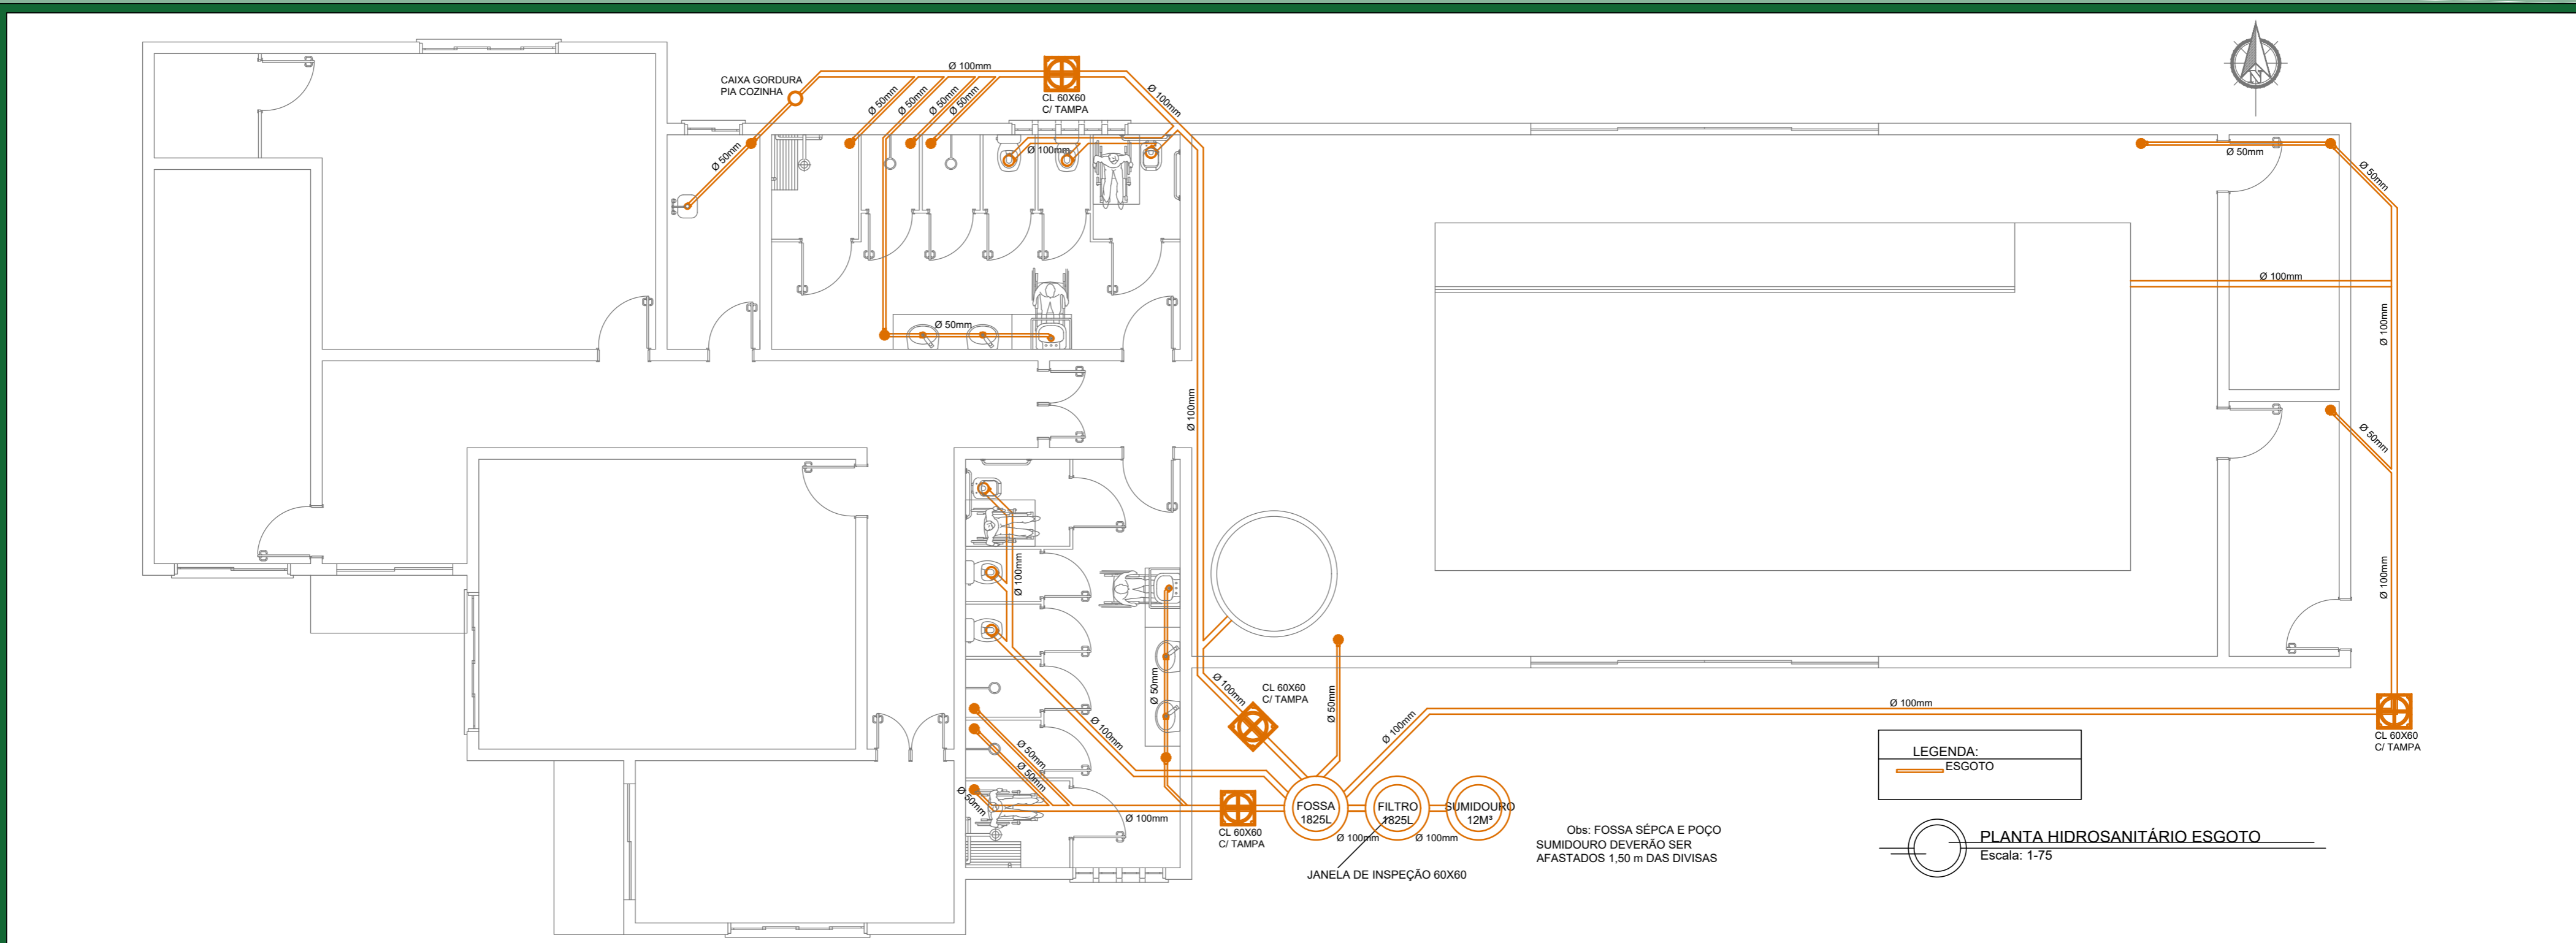 Ø 100mm
CAIXA GORDURA
PIA COZINHA
CL 60X60
C/ TAMPA
Ø 100mm
Ø 50mm
Ø 50mm
Ø 50mm
Ø 50mm
Ø 50mm
Ø 100mm
Ø 50mm
N
Ø 50mm
Ø 50mm
Ø 100mm
Ø 100mm
Ø 100mm
Ø 50mm
Ø 100mm
Ø 100mm
Ø 50mm
Ø 100mm
Ø 50mm
Ø 50mm
Ø 50mm
Ø 100mm
Ø 100mm
CL 60X60
C/ TAMPA
Ø 50mm
Ø 100mm
Ø 100mm
CL 60X60
C/ TAMPA
CL 60X60
C/ TAMPA
FOSSA
1825L
FILTRO
1825L
SUMIDOURO
12M³
Ø 100mm
Ø 100mm
JANELA DE INSPEÇÃO 60X60
Obs: FOSSA SÉPCA E POÇO
SUMIDOURO DEVERÃO SER
AFASTADOS 1,50 m DAS DIVISAS
LEGENDA:
ESGOTO
PLANTA HIDROSANITÁRIO ESGOTO
Escala: 1-75